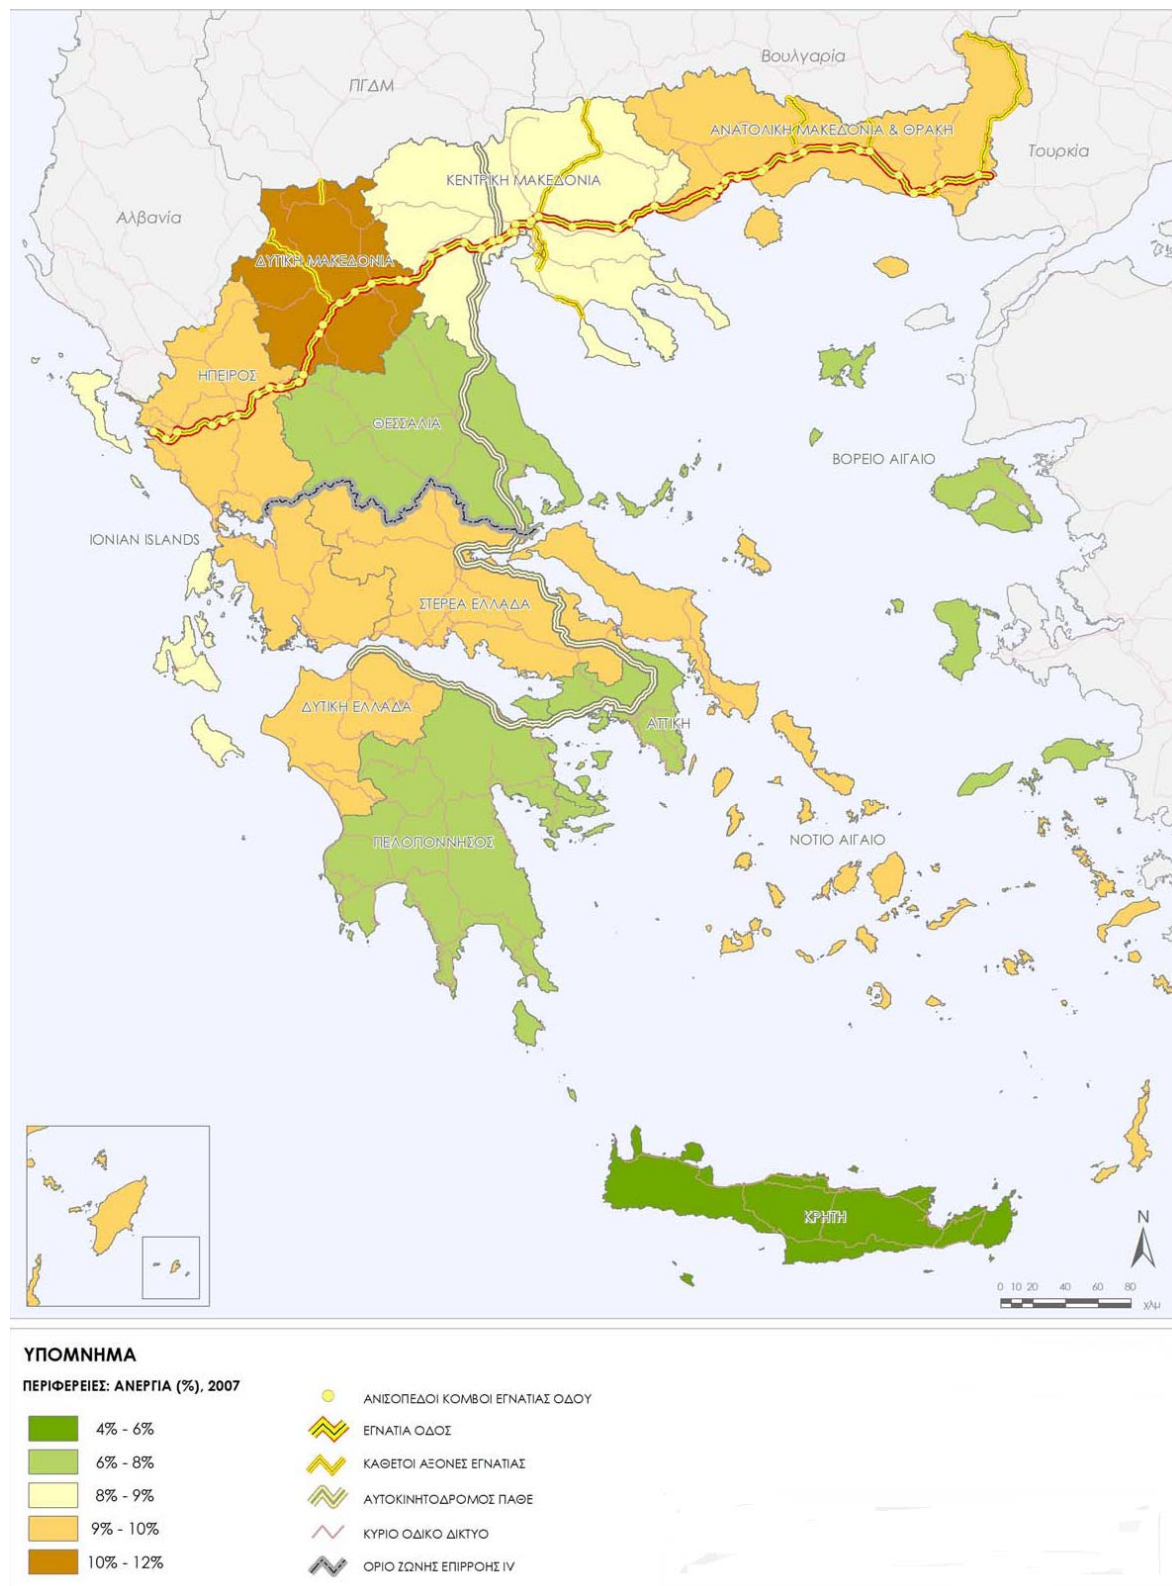 Βουλγαρία
ΠΓΔΜ
ΑΝΑΤΟΛΙΚΗ ΜΑΚΕΔΟΝΙΑ & ΘΡΑΚΗ
Τουρκία
ΚΕΝΤΡΙΚΗ ΜΑΚΕΔΟΝΙΑ
Αλβανία
ΔΥΤΙΚΗ ΜΑΚΕΔΟΝΙΑ
ΗΠΕΙΡΟΣ
ΘΕΣΣΑΛΙΑ
ΒΟΡΕΙΟ ΑΙΓΑΙΟ
IONIAN ISLANDS
ΣΤΕΡΕΑ ΕΛΛΑΔΑ
ΔΥΤΙΚΗ ΕΛΛΑΔΑ
ΑΤΤΙΚΗ
ΠΕΛΟΠΟΝΝΗΣΟΣ
ΝΟΤΙΟ ΑΙΓΑΙΟ
ΚΡΗΤΗ
N
0 10 20 40 60 80
χλμ
ΥΠΟΜΝΗΜΑ
ΠΕΡΙΦΕΡΕΙΕΣ: ΑΝΕΡΓΙΑ (%), 2007
4% - 6%
6% - 8%
8% - 9%
9% - 10%
10% - 12%
ΑΝΙΣΟΠΕΔΟΙ ΚΟΜΒΟΙ ΕΓΝΑΤΙΑΣ ΟΔΟΥ
ΕΓΝΑΤΙΑ ΟΔΟΣ
ΚΑΘΕΤΟΙ ΑΞΟΝΕΣ ΕΓΝΑΤΙΑΣ
ΑΥΤΟΚΙΝΗΤΟΔΡΟΜΟΣ ΠΑΘΕ
ΚΥΡΙΟ ΟΔΙΚΟ ΔΙΚΤΥΟ
ΟΡΙΟ ΖΩΝΗΣ ΕΠΙΡΡΟΗΣ IV